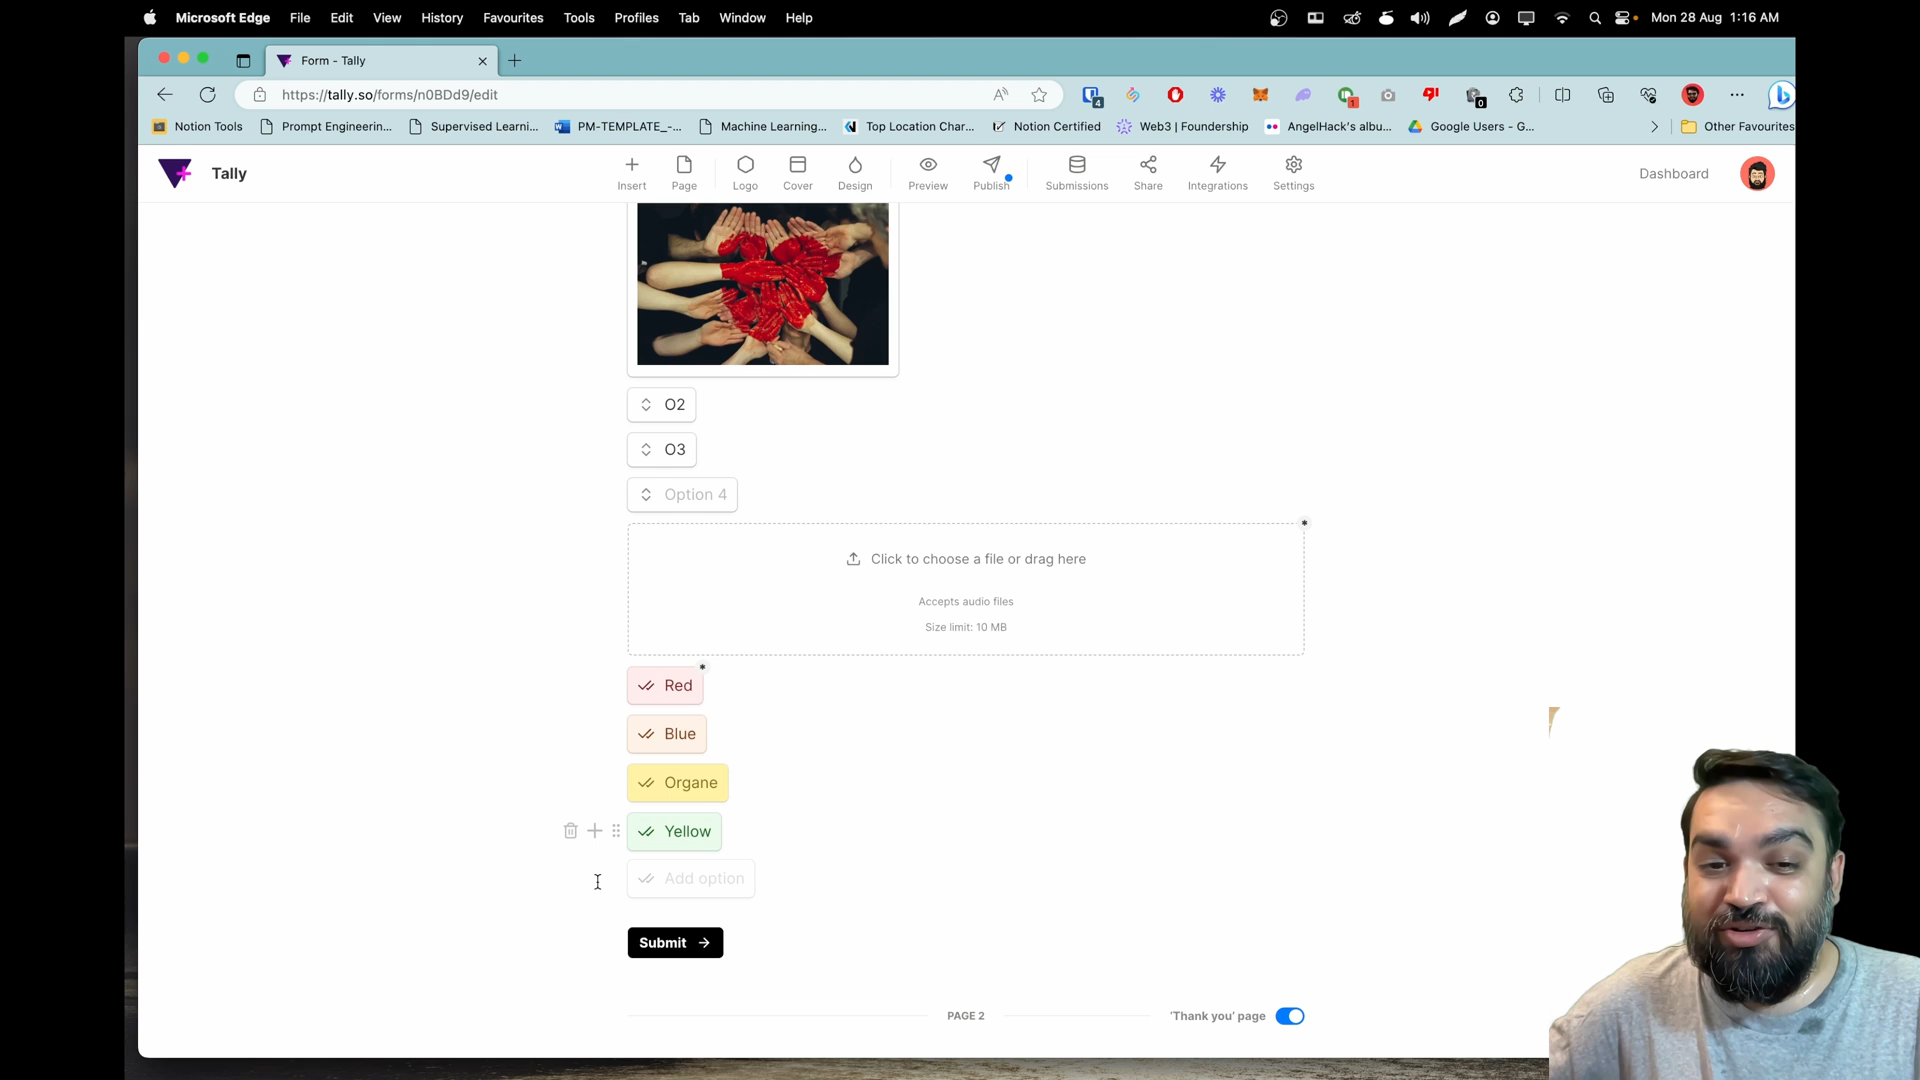 Microsoft Edge File Edit View History Favourites Tools Profiles Tab Window Help Mon 28 Aug 1:16 AM
Form - Tally
https://tally.so/forms/n0BDd9/edit
Notion Tools Prompt Engineerin... Supervised Learni... PM-TEMPLATE_-... Machine Learning... Top Location Char... Notion Certified Web3 | Foundership AngelHack's albu... Google Users - G... Other Favourites
Tally
Insert Page Logo Cover Design Preview Publish Submissions Share Integrations Settings
Dashboard
O2
O3
Option 4
Click to choose a file or drag here
Accepts audio files
Size limit: 10 MB
Red
Blue
Organe
Yellow
Add option
Submit
PAGE 2
'Thank you' page